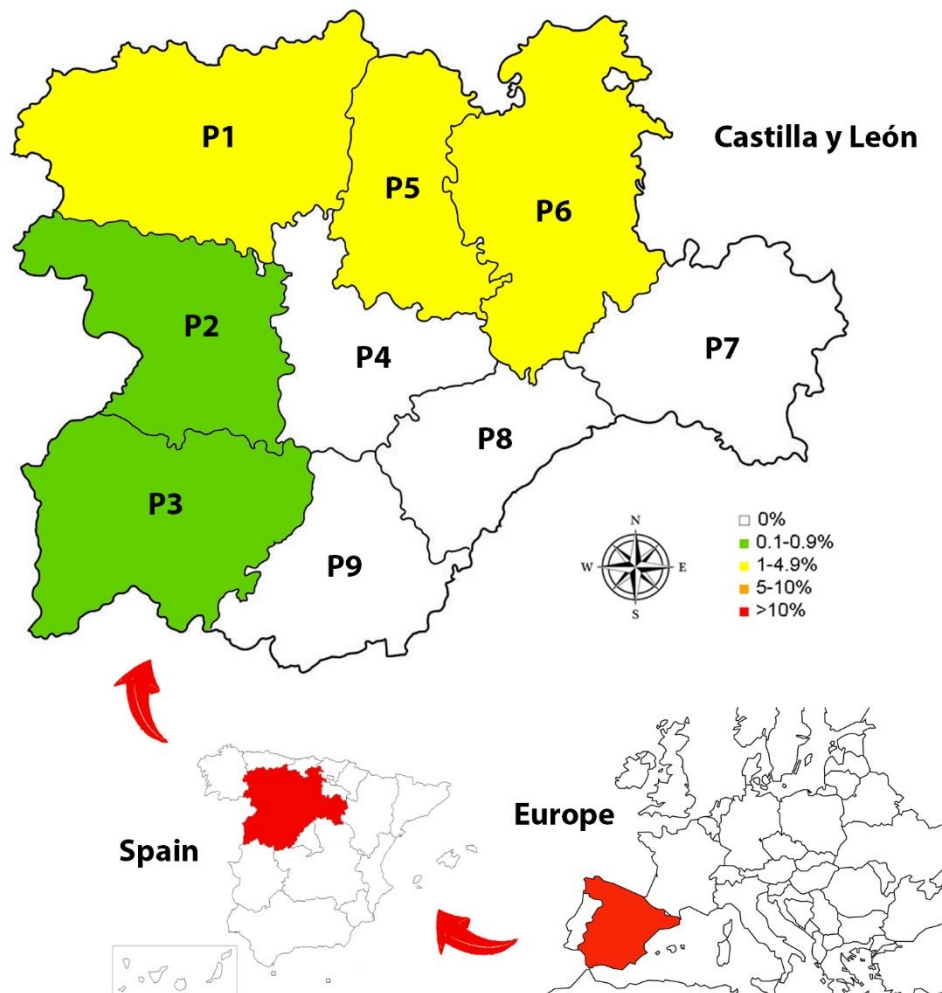 P1
P5
P6
Castilla y León
P2
P4
P7
P8
P3
P9
N
W E
S
0%
0.1-0.9%
1-4.9%
5-10%
>10%
Europe
Spain